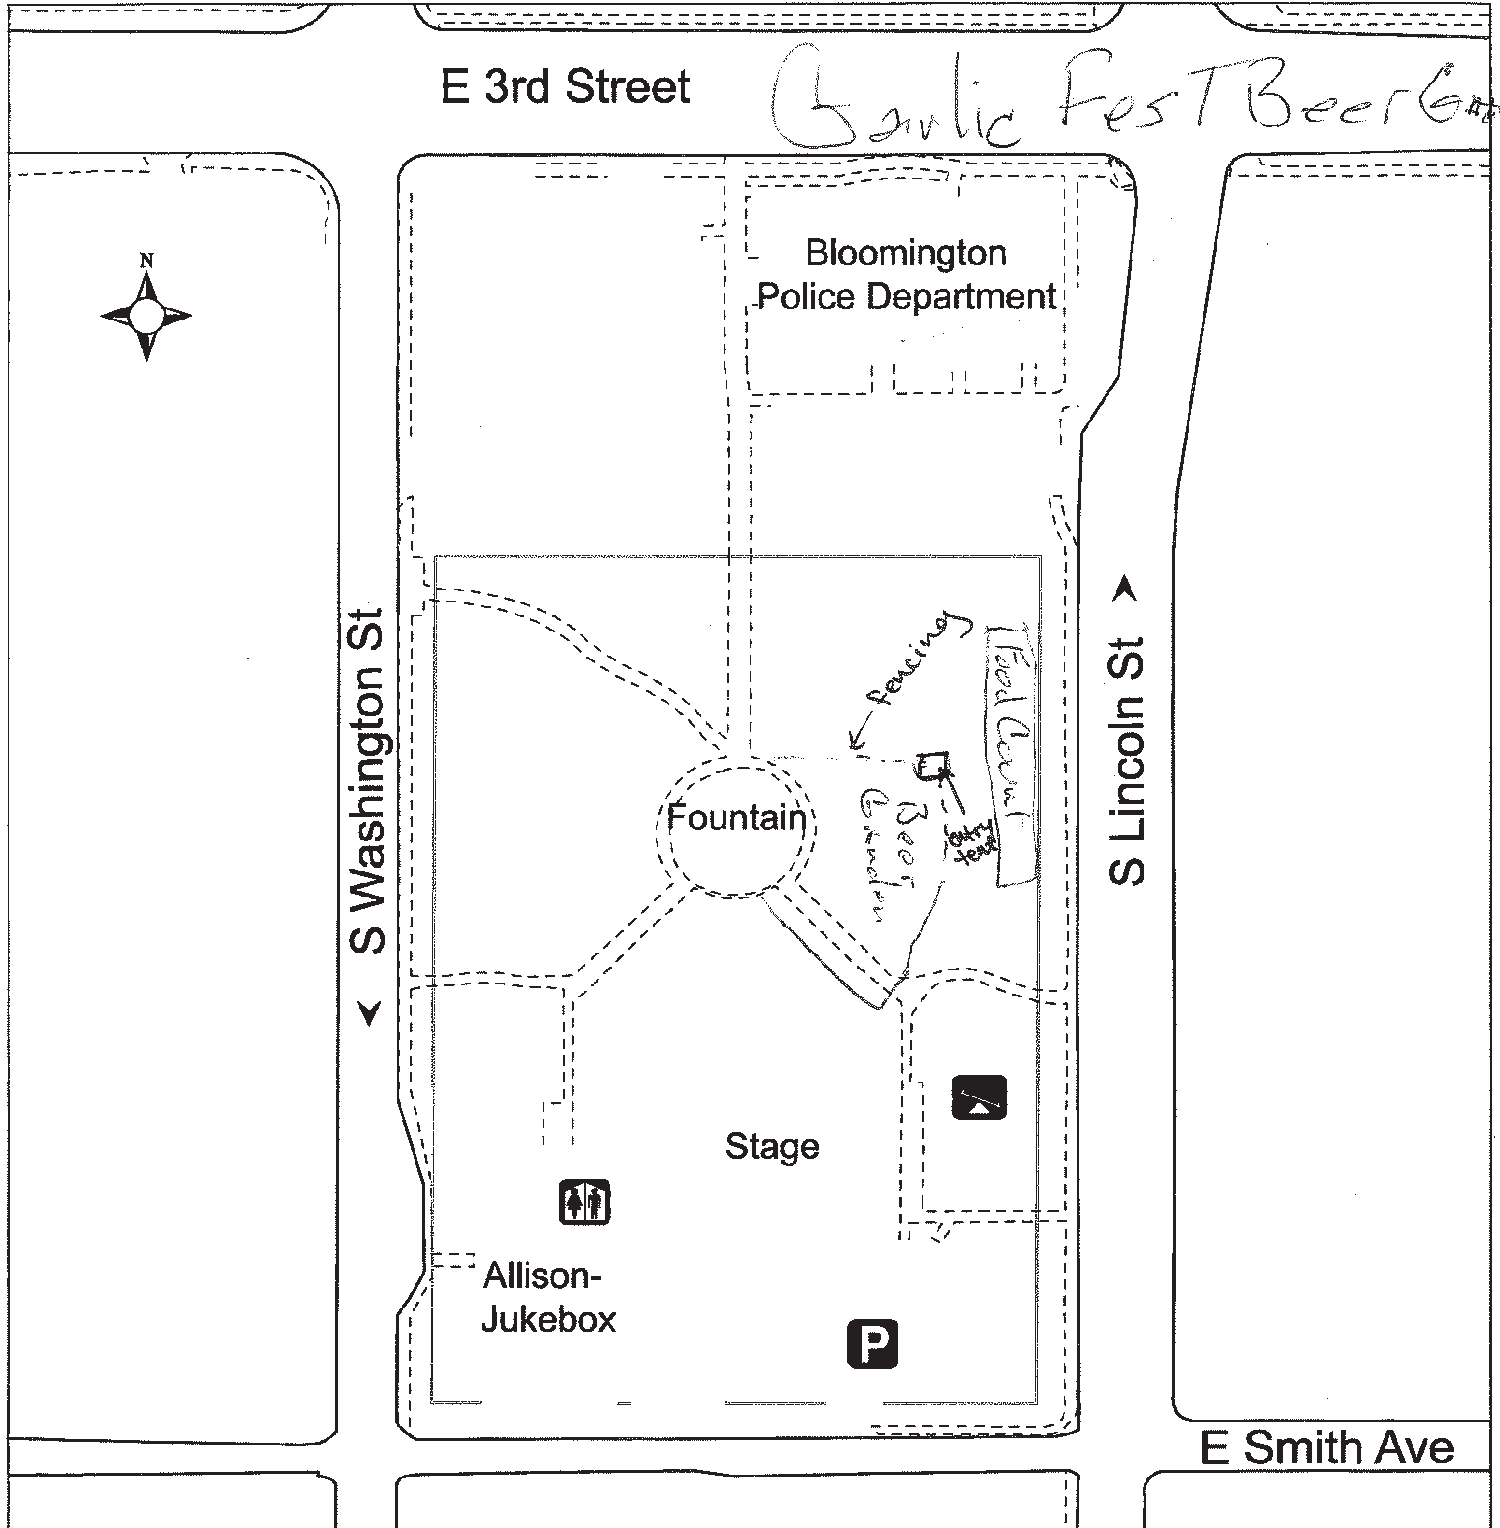 E 3rd Street
Garlic Fest Beer
N
Bloomington
Police Department
S Washington St
S Lincoln St
fencing
Food Court
Fountain
Beer
Garden
entry
tent
Stage
Allison-
Jukebox
P
E Smith Ave